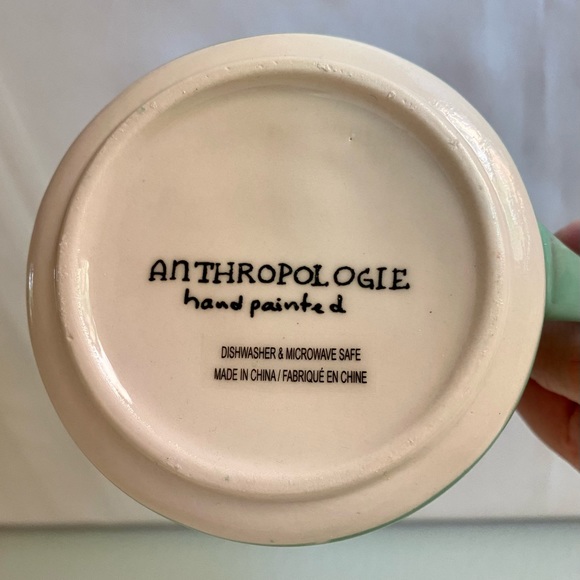 ANTHROPOLOGIE
hand painted
DISHWASHER & MICROWAVE SAFE
MADE IN CHINA / FABRIQUÉ EN CHINE